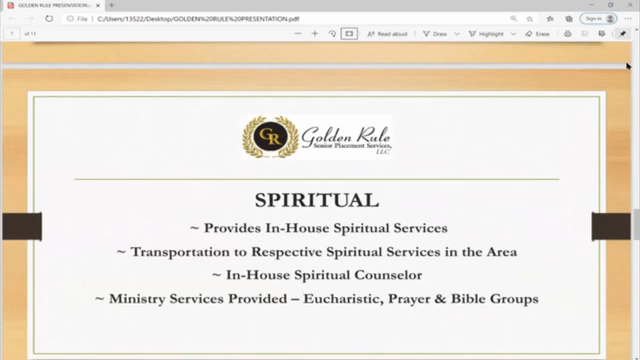 GOLDEN RULE PRESENTATION
File | C:/Users/13522/Desktop/GOLDEN%20RULE%20PRESENTATION.pdf
Sign in
of 11
Read aloud
Draw
Highlight
Erase
GR
Golden Rule
Senior Placement Services,
LLC
SPIRITUAL
~ Provides In-House Spiritual Services
~ Transportation to Respective Spiritual Services in the Area
~ In-House Spiritual Counselor
~ Ministry Services Provided – Eucharistic, Prayer & Bible Groups